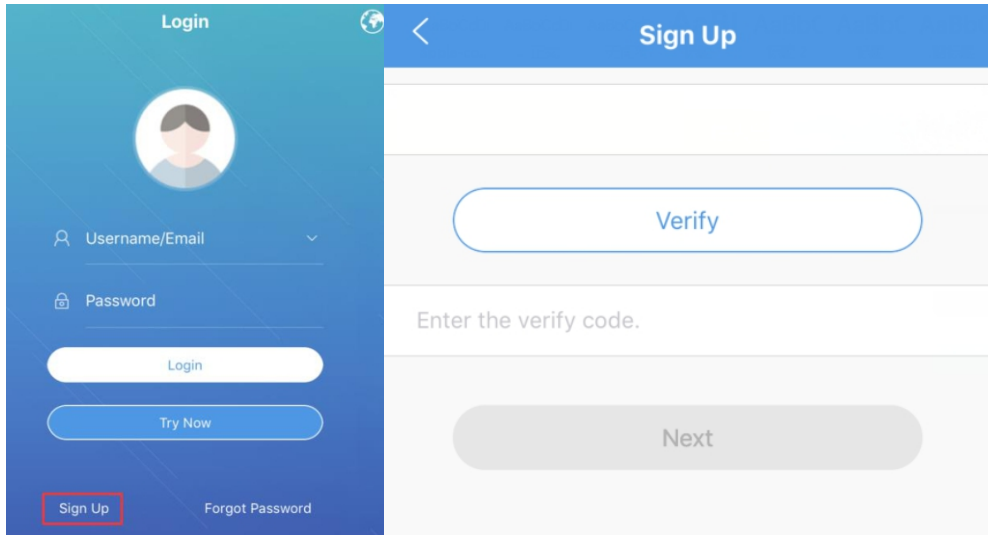 Login
Username/Email
Password
Login
Try Now
Sign Up
Forgot Password
Sign Up
Verify
Enter the verify code.
Next